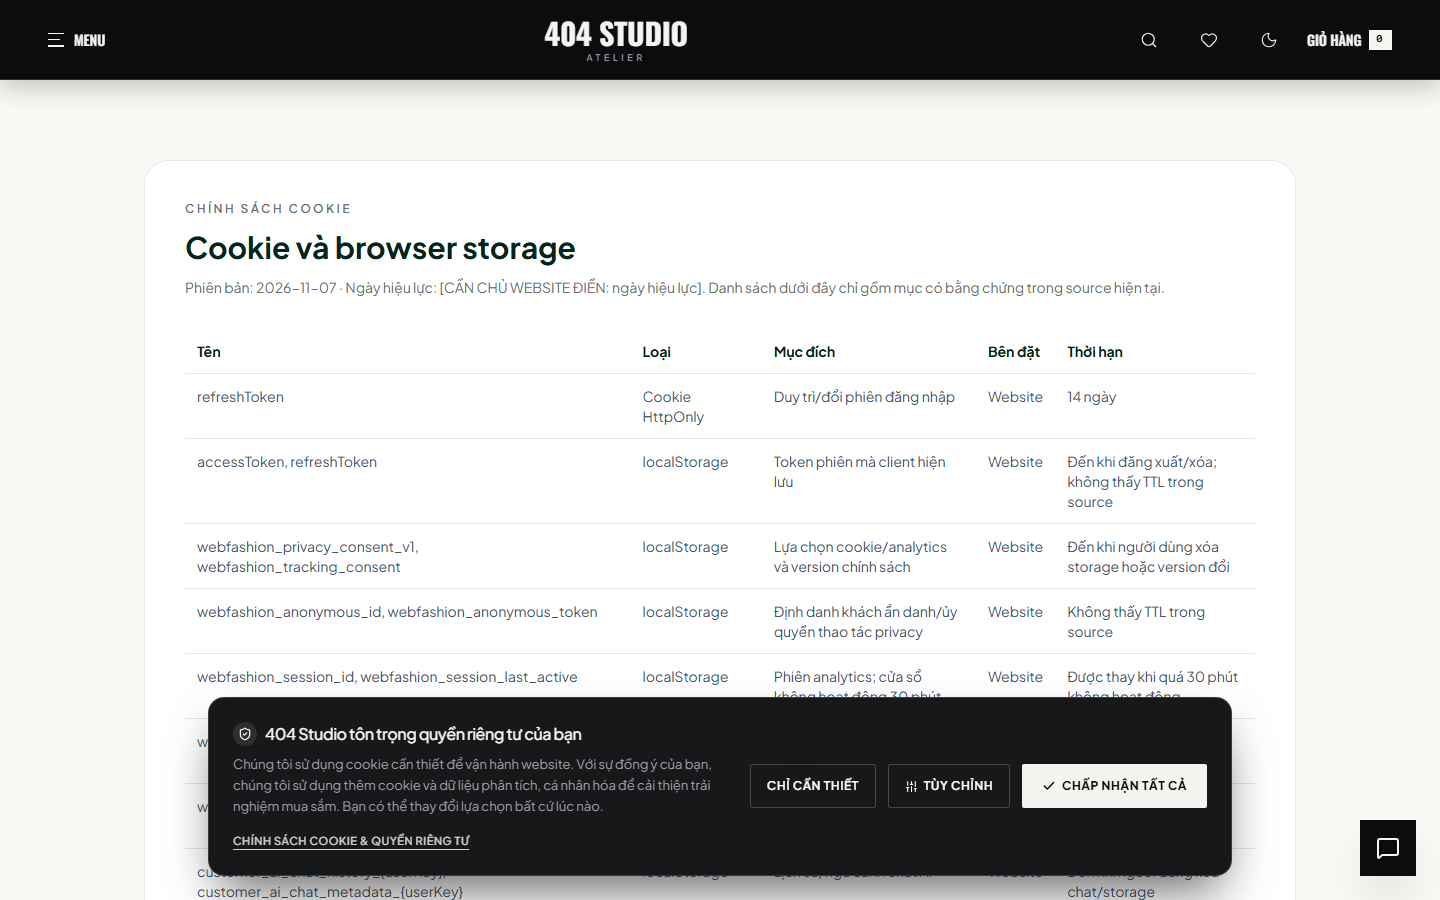 MENU
404 STUDIO
ATELIER
GIỎ HÀNG 0
CHÍNH SÁCH COOKIE
Cookie và browser storage
Phiên bản: 2026-11-07 · Ngày hiệu lực: [CẦN CHỦ WEBSITE ĐIỀN: ngày hiệu lực]. Danh sách dưới đây chỉ gồm mục có bằng chứng trong source hiện tại.
Tên Loại Mục đích Bên đặt Thời hạn
refreshToken Cookie Duy trì/đổi phiên đăng nhập Website 14 ngày
HttpOnly
accessToken, refreshToken localStorage Token phiên mà client hiện Website Đến khi đăng xuất/xóa;
lưu không thấy TTL trong
source
webfashion_privacy_consent_v1, localStorage Lựa chọn cookie/analytics Website Đến khi người dùng xóa
webfashion_tracking_consent và version chính sách storage hoặc version đổi
webfashion_anonymous_id, webfashion_anonymous_token localStorage Định danh khách ẩn danh/ủy Website Không thấy TTL trong
quyền thao tác privacy source
webfashion_session_id, webfashion_session_last_active localStorage Phiên analytics; cửa sổ Website Được thay khi quá 30 phút
không hoạt động 30 phút không hoạt động
404 Studio tôn trọng quyền riêng tư của bạn
Chúng tôi sử dụng cookie cần thiết để vận hành website. Với sự đồng ý của bạn,
chúng tôi sử dụng thêm cookie và dữ liệu phân tích, cá nhân hóa để cải thiện trải
nghiệm mua sắm. Bạn có thể thay đổi lựa chọn bất cứ lúc nào.
CHÍNH SÁCH COOKIE & QUYỀN RIÊNG TƯ
CHỈ CẦN THIẾT
TÙY CHỈNH
CHẤP NHẬN TẤT CẢ
customer_ai_chat_metadata_{userKey} chat/storage